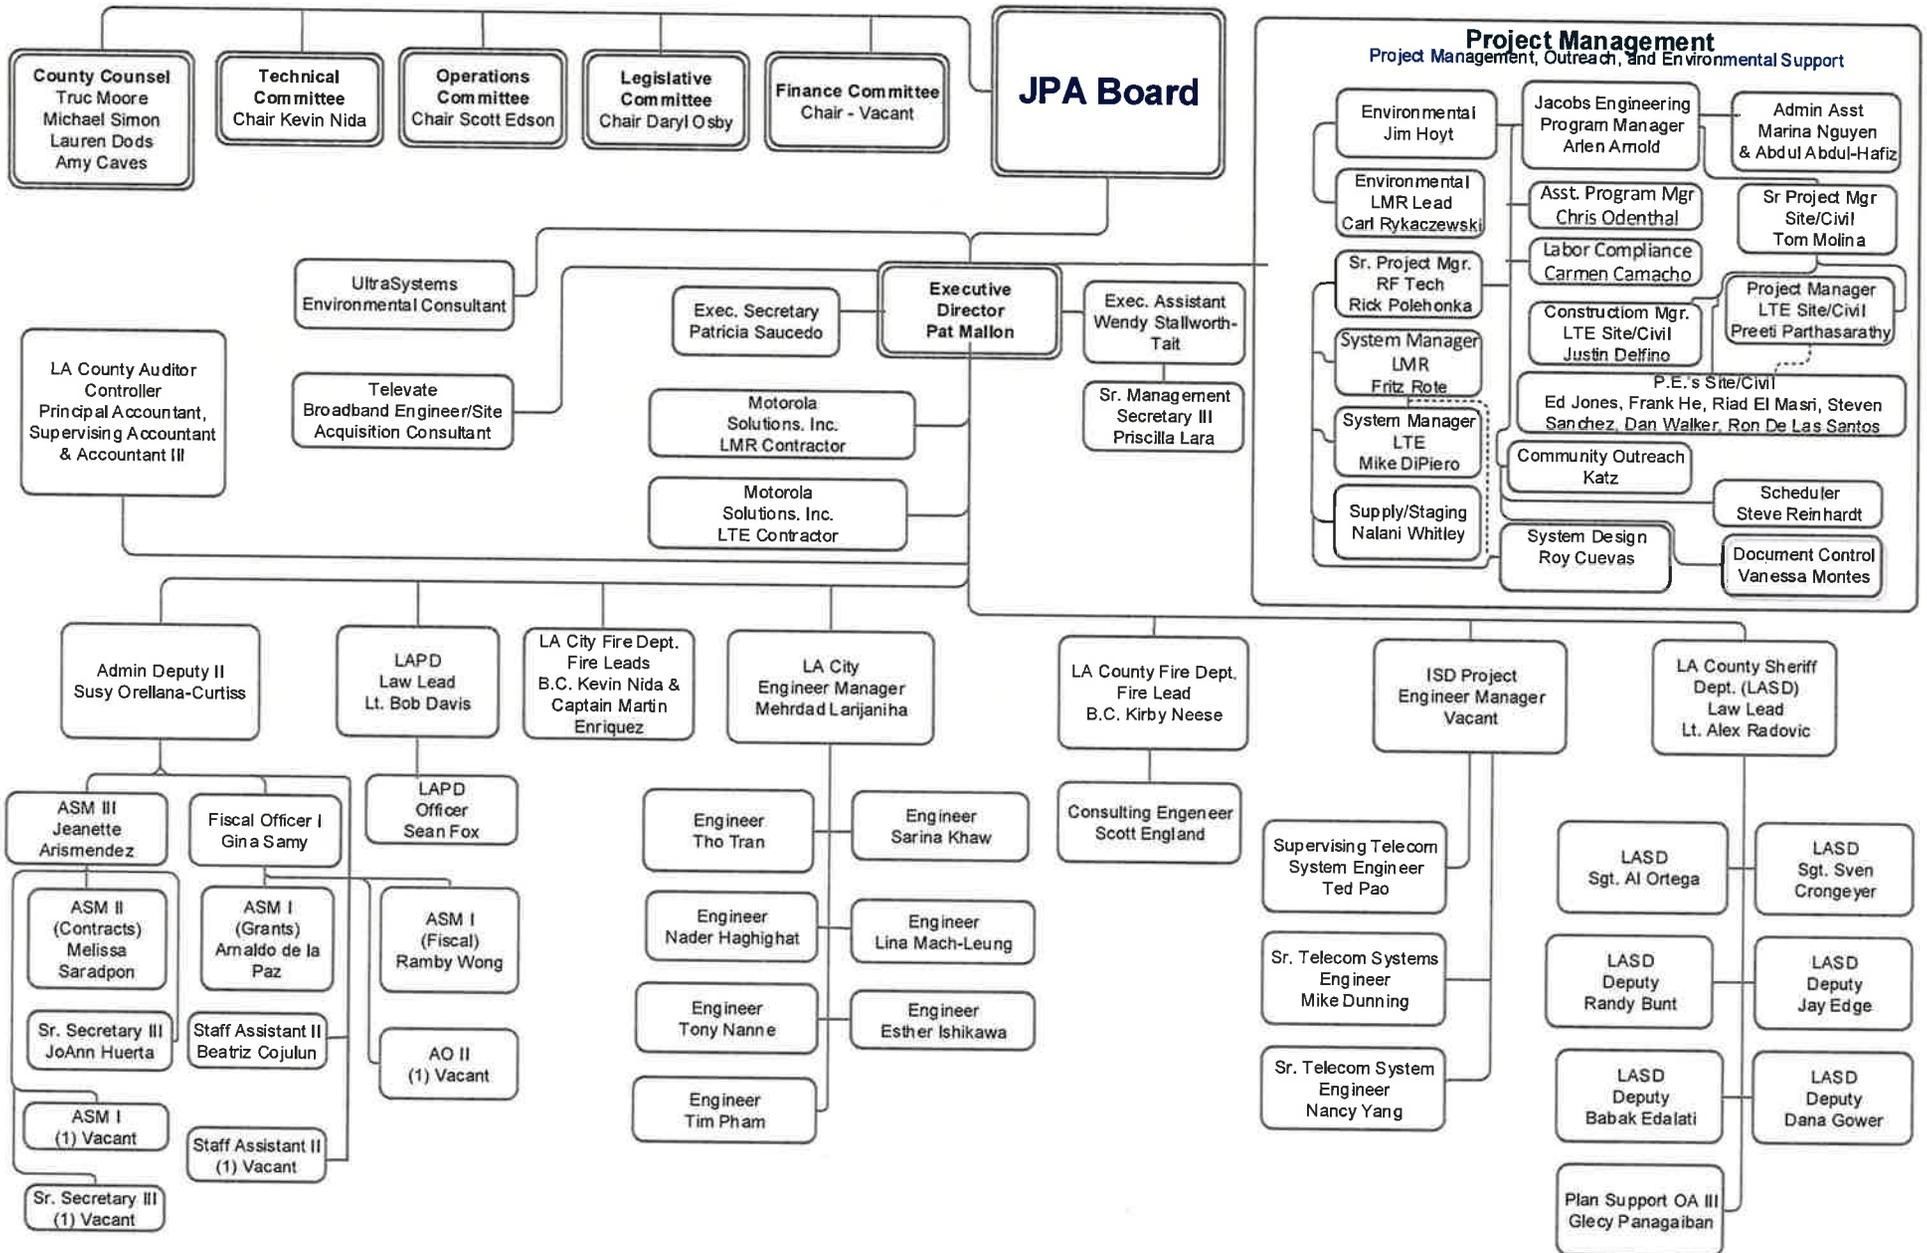 County Counsel
Truc Moore
Michael Simon
Lauren Dods
Amy Caves
Technical
Committee
Chair Kevin Nida
Operations
Committee
Chair Scott Edson
Legislative
Committee
Chair Daryl Osby
Finance Committee
Chair - Vacant
JPA Board
Project Management
Project Management, Outreach, and Environmental Support
Environmental
Jim Hoyt
Jacobs Engineering
Program Manager
Arlen Arnold
Admin Asst
Marina Nguyen
& Abdul Abdul-Hafiz
Environmental
LMR Lead
Carl Rykaczewski
Asst. Program Mgr
Chris Odenthal
Sr Project Mgr
Site/Civil
Tom Molina
Sr. Project Mgr.
RF Tech
Rick Polehonka
Labor Compliance
Carmen Camacho
Project Manager
LTE Site/Civil
Preeti Parthasarathy
System Manager
LMR
Fritz Rote
Constructiom Mgr.
LTE Site/Civil
Justin Delfino
P.E.'s Site/Civil
Ed Jones, Frank He, Riad El Masri, Steven
Sanchez, Dan Walker, Ron De Las Santos
System Manager
LTE
Mike DiPiero
Community Outreach
Katz
Supply/Staging
Nalani Whitley
Scheduler
Steve Reinhardt
System Design
Roy Cuevas
Document Control
Vanessa Montes
UltraSystems
Environmental Consultant
Exec. Secretary
Patricia Saucedo
Executive
Director
Pat Mallon
Exec. Assistant
Wendy Stallworth-
Tait
LA County Auditor
Controller
Principal Accountant,
Supervising Accountant
& Accountant III
Televate
Broadband Engineer/Site
Acquisition Consultant
Motorola
Solutions. Inc.
LMR Contractor
Sr. Management
Secretary III
Priscilla Lara
Motorola
Solutions. Inc.
LTE Contractor
Admin Deputy II
Susy Orellana-Curtiss
LAPD
Law Lead
Lt. Bob Davis
LA City Fire Dept.
Fire Leads
B.C. Kevin Nida &
Captain Martin
Enriquez
LA City
Engineer Manager
Mehrdad Larijaniha
LA County Fire Dept.
Fire Lead
B.C. Kirby Neese
ISD Project
Engineer Manager
Vacant
LA County Sheriff
Dept. (LASD)
Law Lead
Lt. Alex Radovic
ASM III
Jeanette
Arismendez
Fiscal Officer I
Gina Samy
LAPD
Officer
Sean Fox
Engineer
Tho Tran
Engineer
Sarina Khaw
Consulting Engeneer
Scott England
Supervising Telecom
System Engineer
Ted Pao
LASD
Sgt. Al Ortega
LASD
Sgt. Sven
Crongeyer
ASM II
(Contracts)
Melissa
Saradpon
ASM I
(Grants)
Arnaldo de la
Paz
ASM I
(Fiscal)
Ramby Wong
Engineer
Nader Haghighat
Engineer
Lina Mach-Leung
Sr. Telecom Systems
Engineer
Mike Dunning
LASD
Deputy
Randy Bunt
LASD
Deputy
Jay Edge
Sr. Secretary III
JoAnn Huerta
Staff Assistant II
Beatriz Cojulun
AO II
(1) Vacant
Engineer
Tony Nanne
Engineer
Esther Ishikawa
Sr. Telecom System
Engineer
Nancy Yang
LASD
Deputy
Babak Edalati
LASD
Deputy
Dana Gower
ASM I
(1) Vacant
Staff Assistant II
(1) Vacant
Engineer
Tim Pham
Sr. Secretary III
(1) Vacant
Plan Support OA III
Glecy Panagaiban